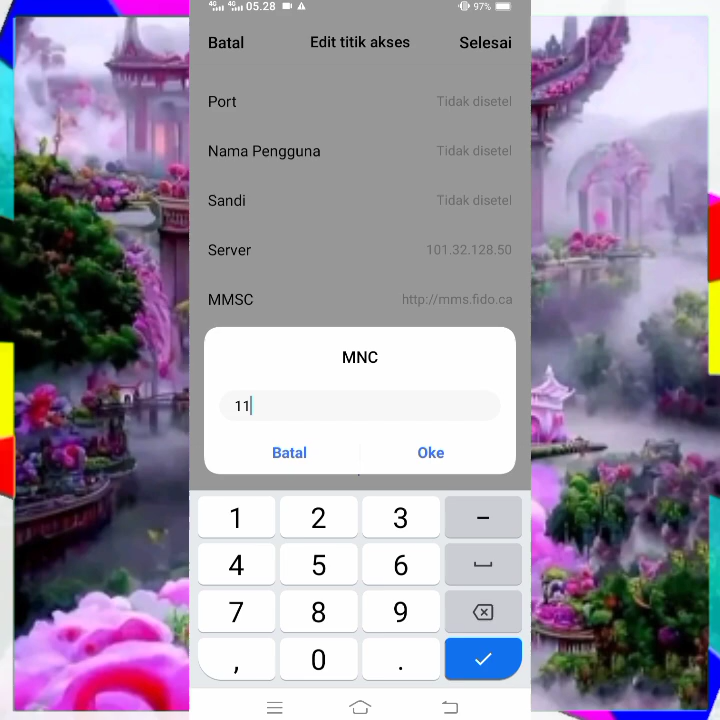 4G 4G 05.28 97%
Batal Edit titik akses Selesai
Port Tidak disetel
Nama Pengguna Tidak disetel
Sandi Tidak disetel
Server 101.32.128.50
MMSC http://mms.fido.ca
MNC
11
Batal Oke
1 2 3 –
4 5 6
7 8 9
, 0 .